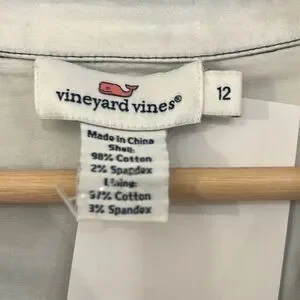 vineyard vines®
12
Made in China
Shell:
98% Cotton
2% Spandex
Lining:
97% Cotton
3% Spandex